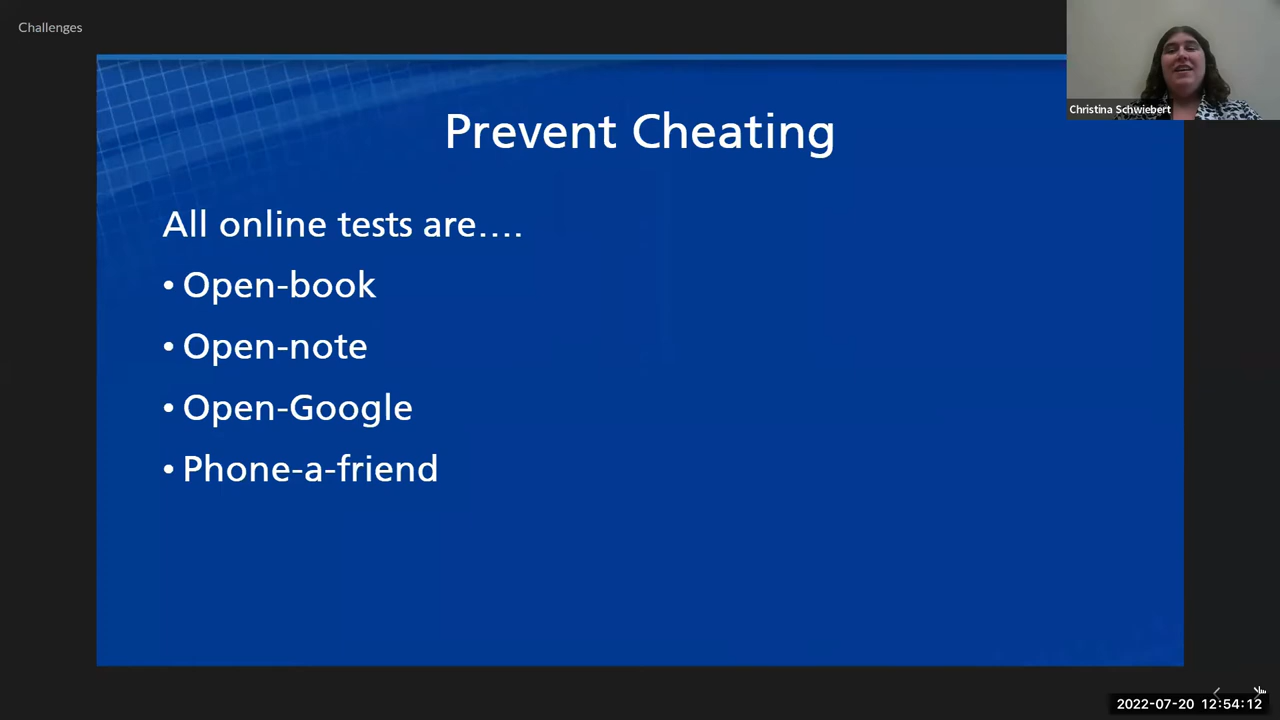 Challenges
Christina Schwiebert
Prevent Cheating
All online tests are....
• Open-book
• Open-note
• Open-Google
• Phone-a-friend
2022-07-20 12:54:12